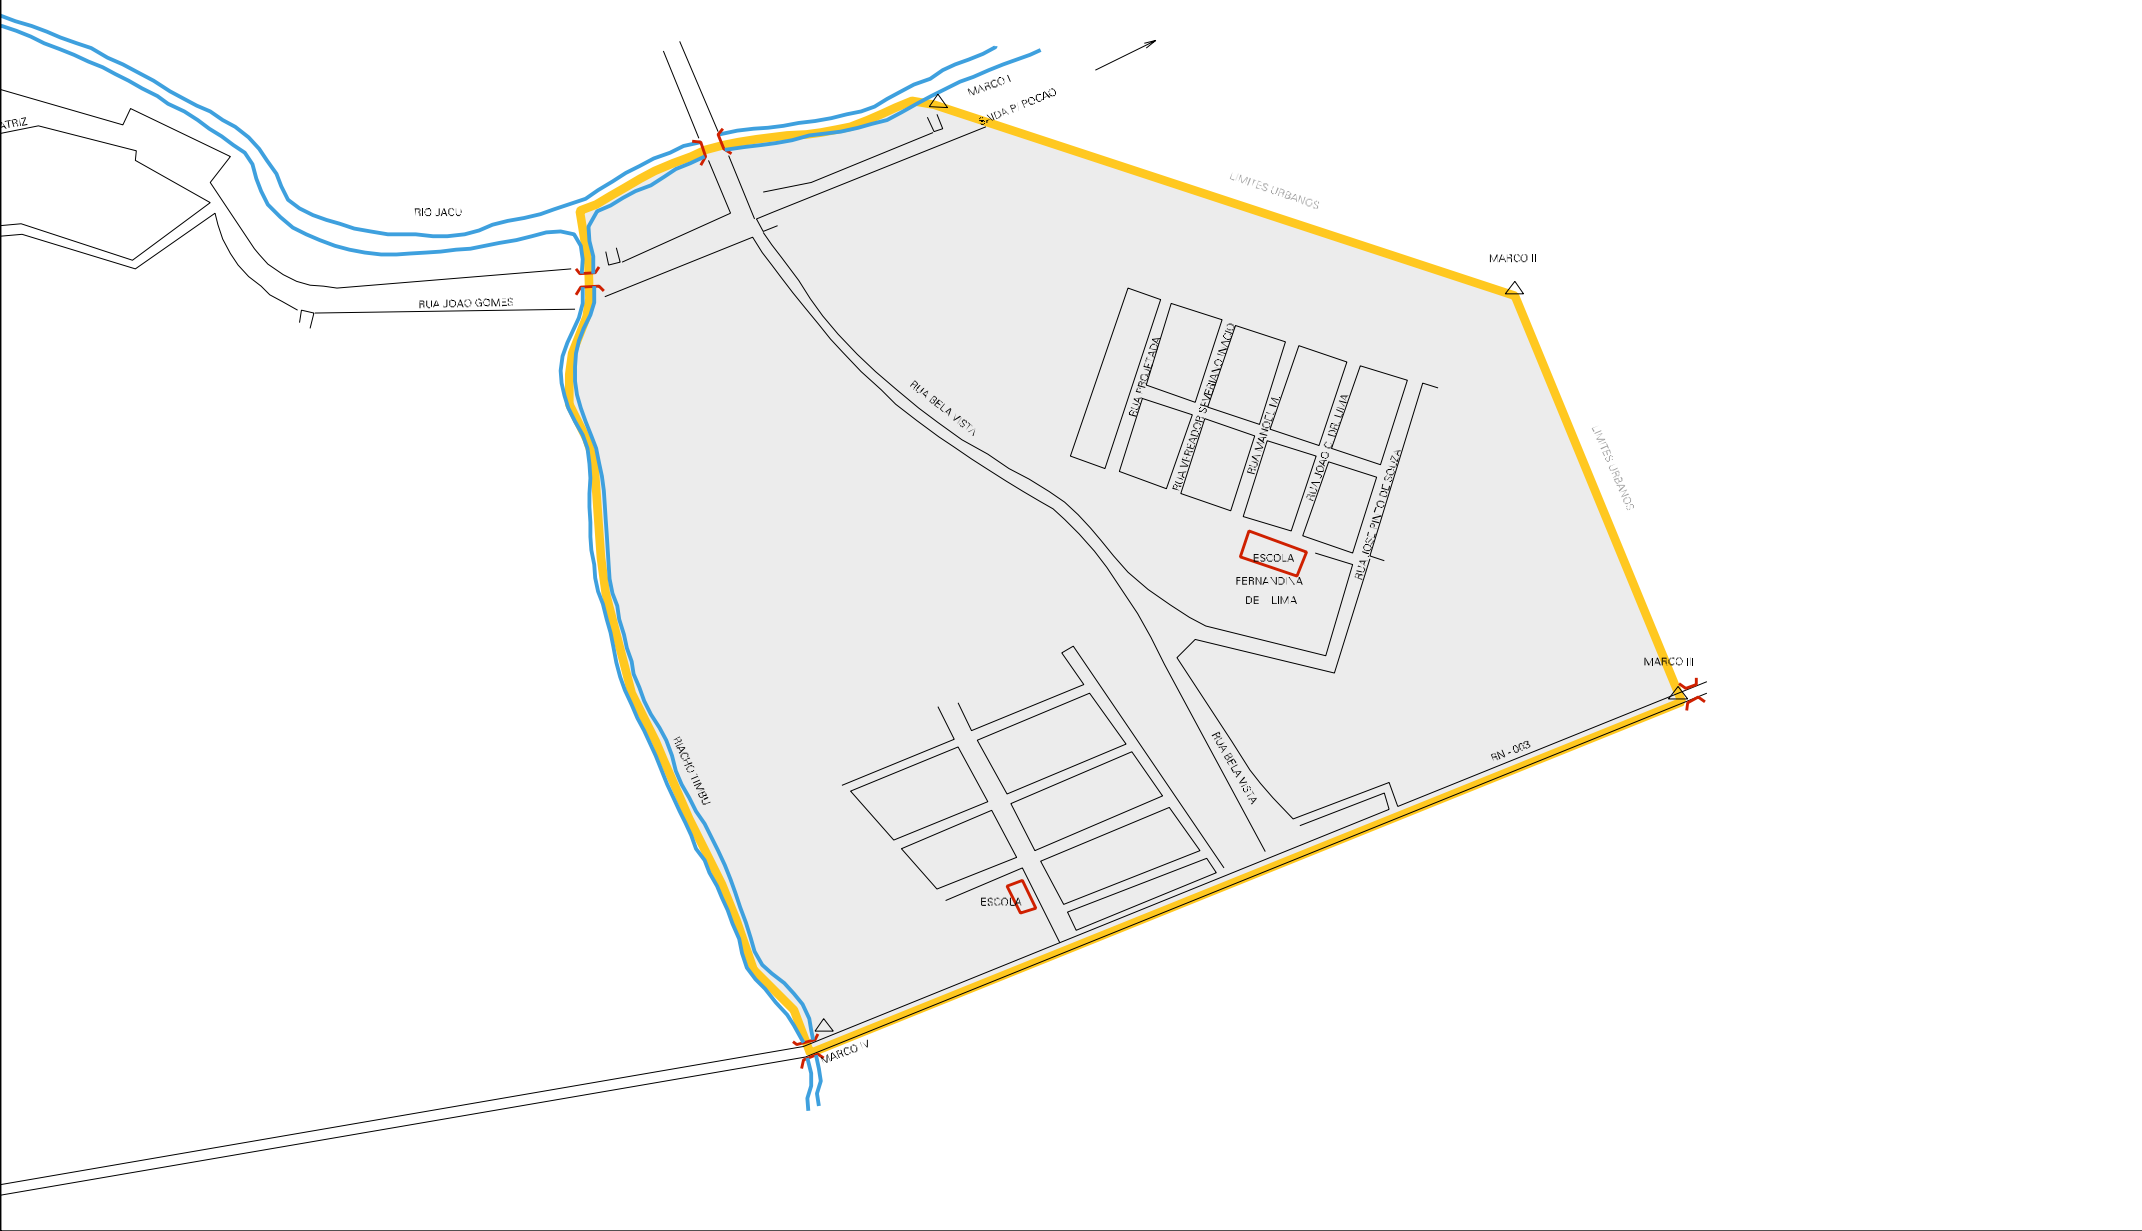 MARCO I
SAIDA P/ POCAO
ATRIZ
LIMITES URBANOS
RIO JACU
MARCO II
RUA JOAO GOMES
RUA PROJETADA
RUA VEREADOR SEVERIANO INACIO
RUA MANOEL M.
RUA JOAO C. DE LIMA
RUA JOSE PINTO DE SOUZA
RUA BELA VISTA
LIMITES URBANOS
ESCOLA
FERNANDINA
DE LIMA
MARCO III
RIACHO TIMBU
RUA BELA VISTA
RN - 003
ESCOLA
MARCO IV